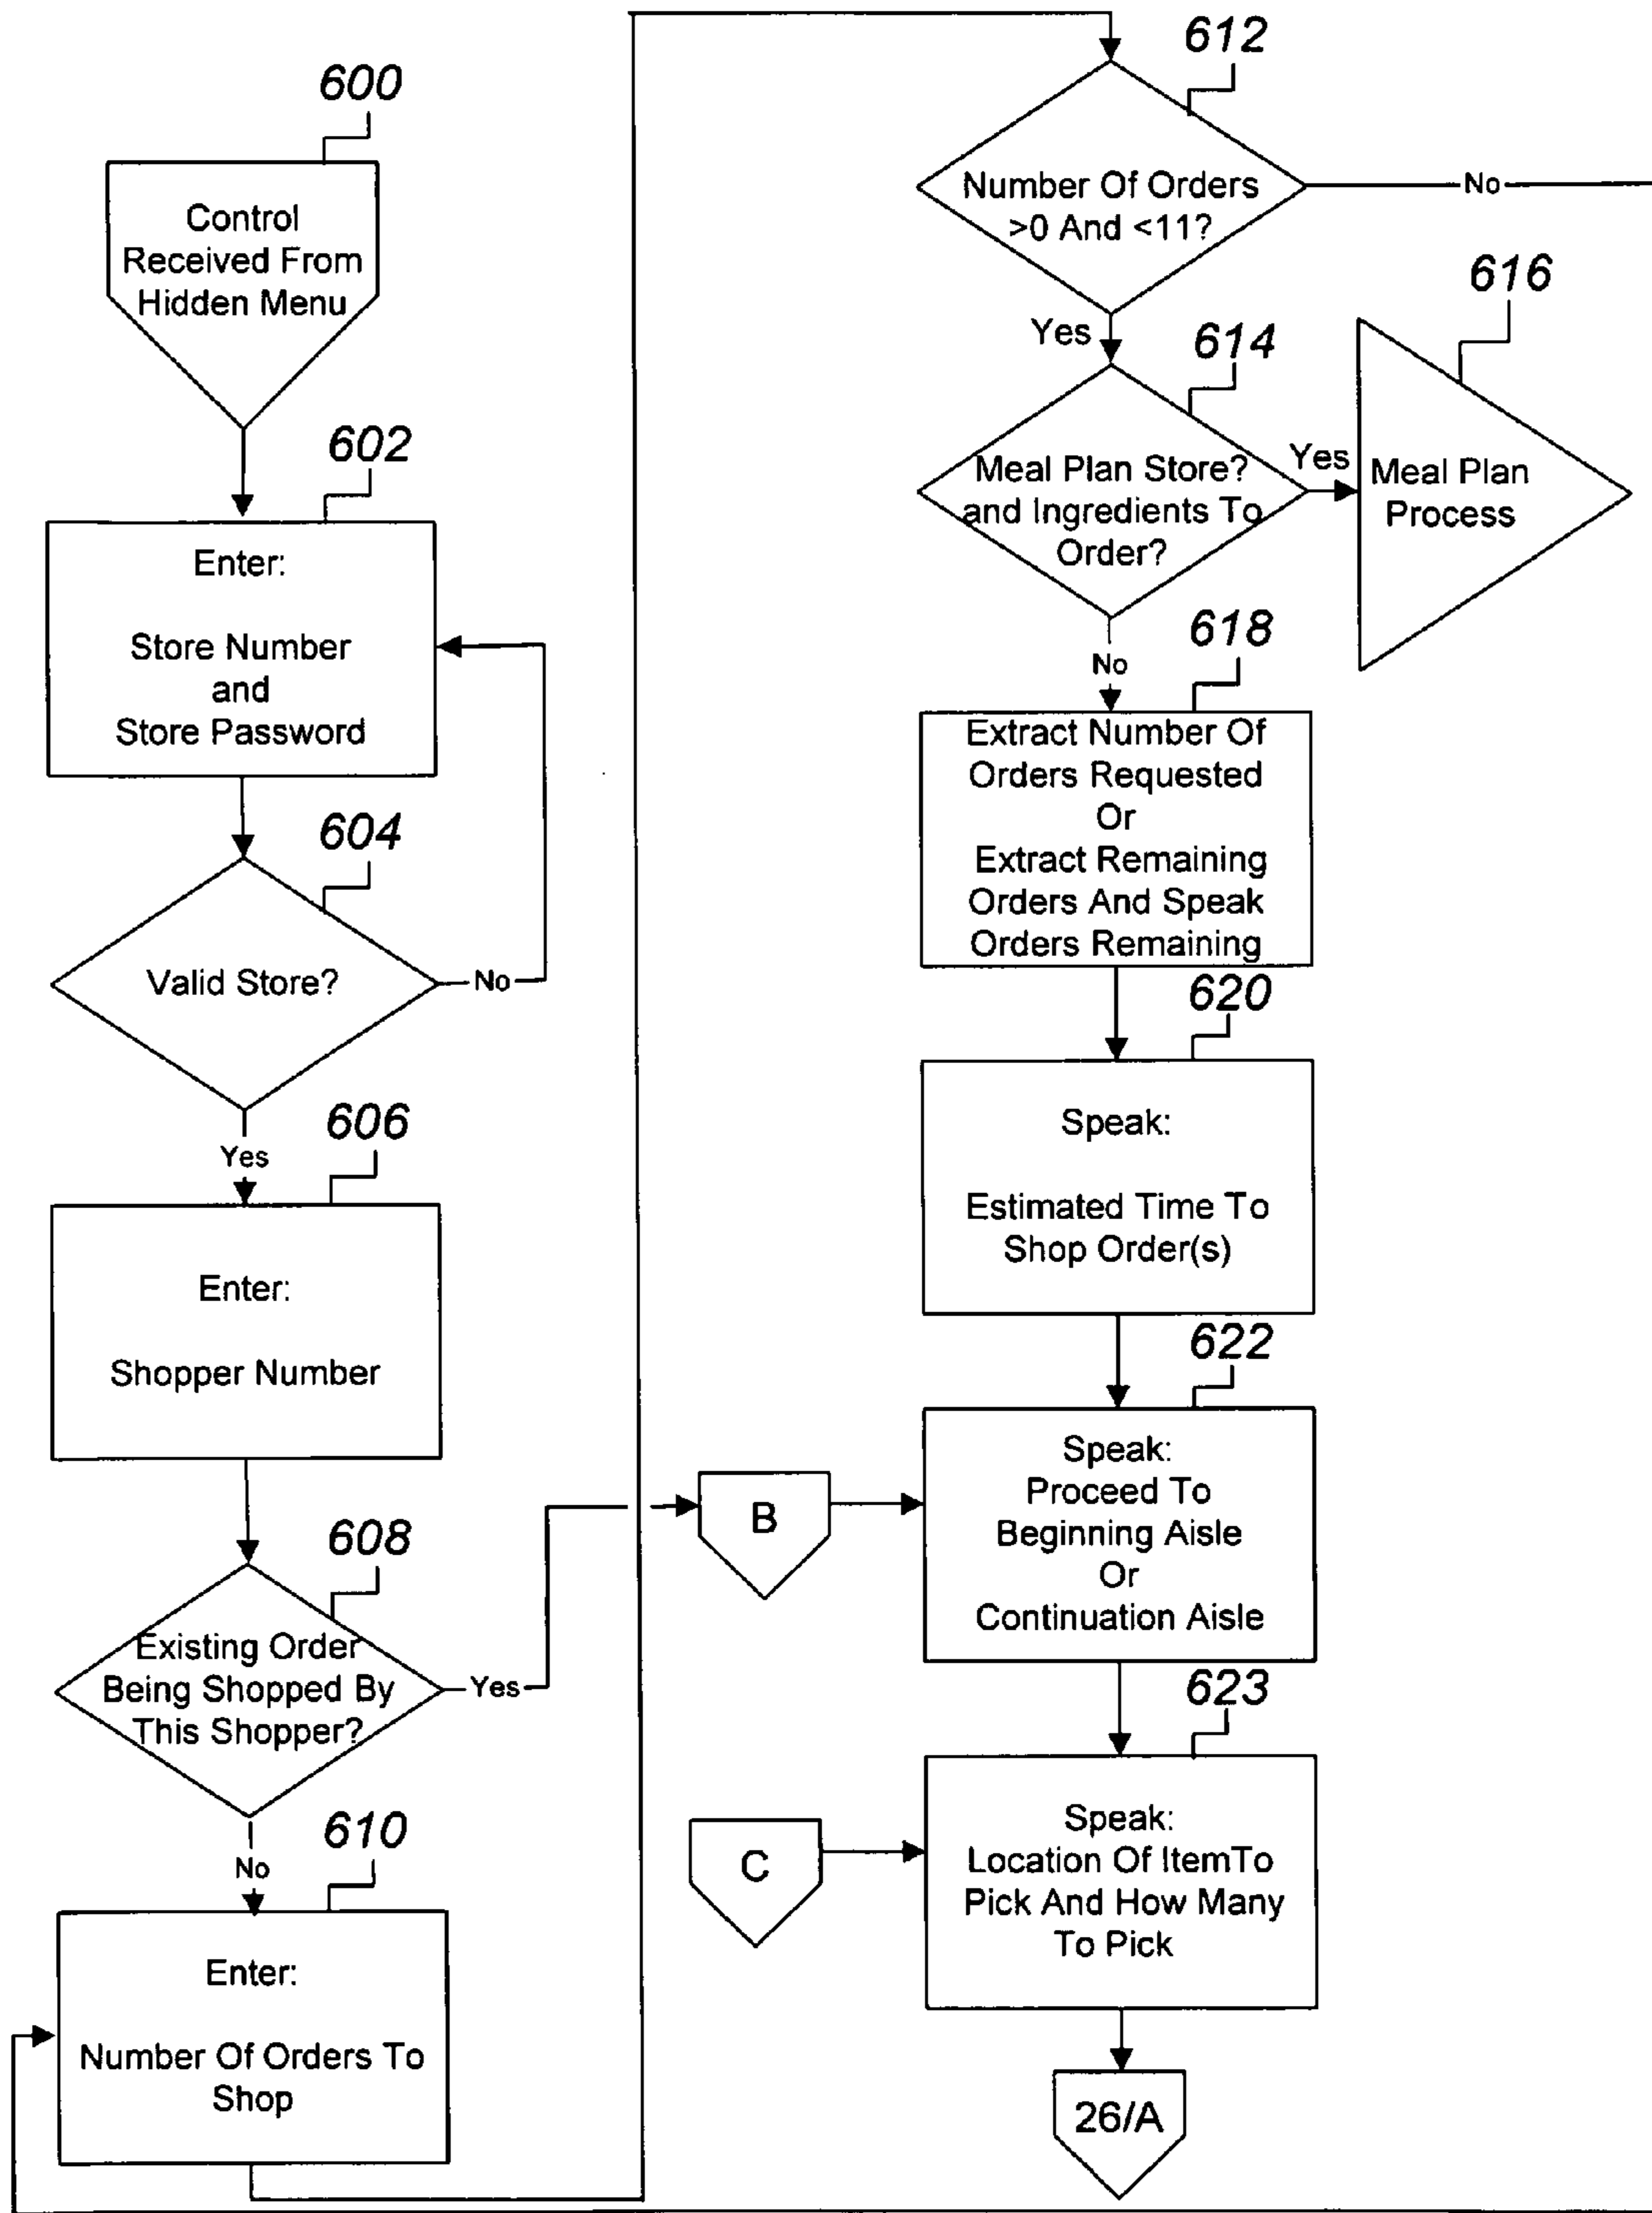 600
Control
Received From
Hidden Menu
602
Enter:
Store Number
and
Store Password
604
Valid Store?
No
Yes
606
Enter:
Shopper Number
608
Existing Order
Being Shopped By
This Shopper?
Yes
No
610
Enter:
Number Of Orders To
Shop
612
Number Of Orders
>0 And <11?
No
Yes
614
Meal Plan Store?
and Ingredients To
Order?
Yes
616
Meal Plan
Process
No
618
Extract Number Of
Orders Requested
Or
Extract Remaining
Orders And Speak
Orders Remaining
620
Speak:
Estimated Time To
Shop Order(s)
622
B
Speak:
Proceed To
Beginning Aisle
Or
Continuation Aisle
623
C
Speak:
Location Of ItemTo
Pick And How Many
To Pick
26/A